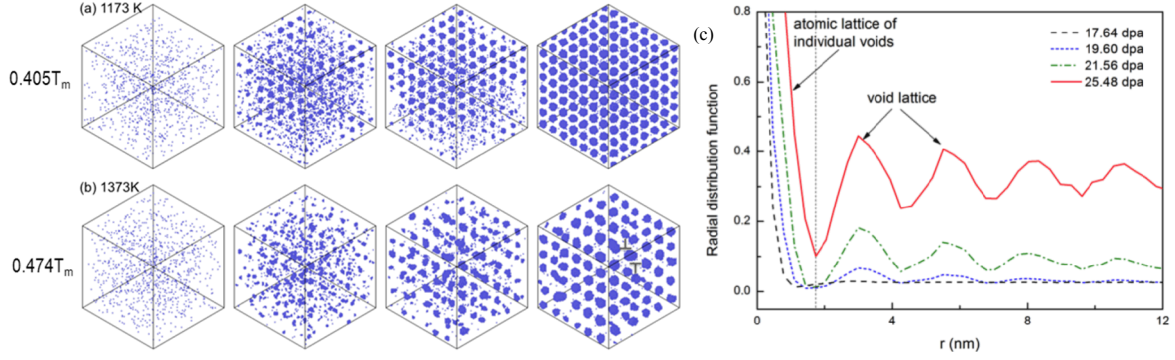 (a) 1173 K
0.405Tm
(b) 1373K
0.474Tm
(c)
atomic lattice of
individual voids
void lattice
17.64 dpa
19.60 dpa
21.56 dpa
25.48 dpa
Radial distribution function
0.8
0.6
0.4
0.2
0.0
0
4
8
12
r (nm)